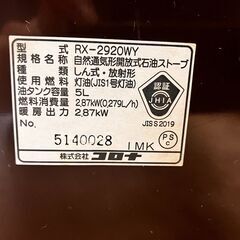 型式 RX-2920WY
規格名 自然通気形開放式石油ストーブ
種類 しん式・放射形
使用燃料 灯油(JIS1号灯油)
油タンク容量 5L
燃料消費量 2.87kW(0.279L/h)
暖房出力 2.87kW
認証
JHIA
JIS S 2019
No. 5140028 IMK
PS
C
株式会社 コロナ